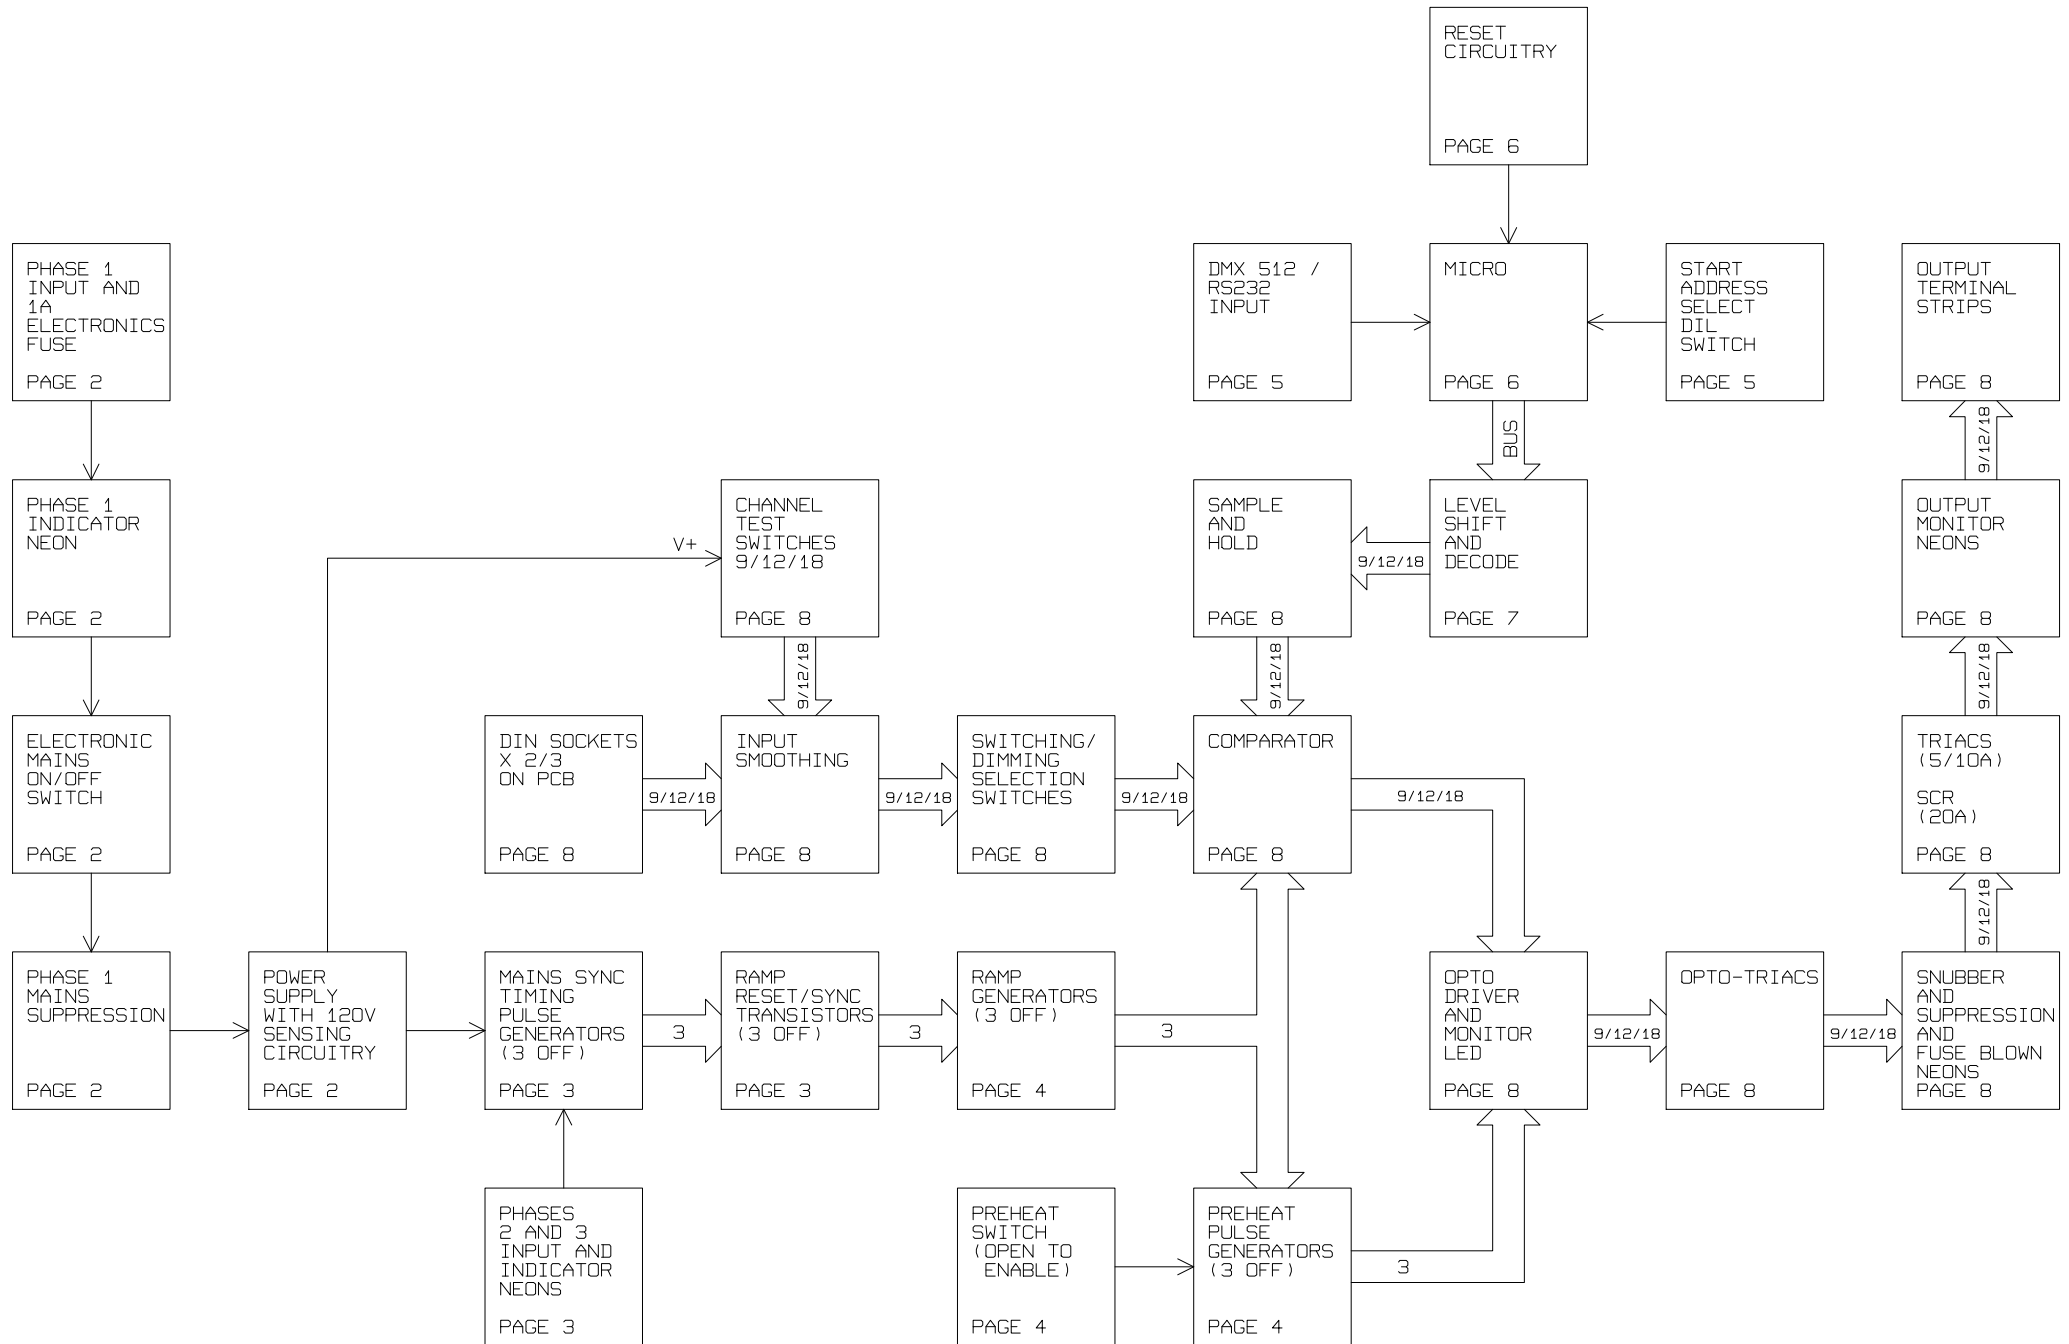 RESET
CIRCUITRY
PAGE 6
PHASE 1
INPUT AND
1A
ELECTRONICS
FUSE
PAGE 2
DMX 512 /
RS232
INPUT
PAGE 5
MICRO
PAGE 6
START
ADDRESS
SELECT
DIL
SWITCH
PAGE 5
OUTPUT
TERMINAL
STRIPS
PAGE 8
BUS
9/12/18
PHASE 1
INDICATOR
NEON
PAGE 2
V+
CHANNEL
TEST
SWITCHES
9/12/18
PAGE 8
SAMPLE
AND
HOLD
PAGE 8
9/12/18
LEVEL
SHIFT
AND
DECODE
PAGE 7
OUTPUT
MONITOR
NEONS
PAGE 8
9/12/18
9/12/18
9/12/18
ELECTRONIC
MAINS
ON/OFF
SWITCH
PAGE 2
DIN SOCKETS
X 2/3
ON PCB
PAGE 8
9/12/18
INPUT
SMOOTHING
PAGE 8
9/12/18
SWITCHING/
DIMMING
SELECTION
SWITCHES
PAGE 8
9/12/18
COMPARATOR
PAGE 8
9/12/18
TRIACS
(5/10A)
SCR
(20A)
PAGE 8
9/12/18
PHASE 1
MAINS
SUPPRESSION
PAGE 2
POWER
SUPPLY
WITH 120V
SENSING
CIRCUITRY
PAGE 2
MAINS SYNC
TIMING
PULSE
GENERATORS
(3 OFF)
PAGE 3
3
RAMP
RESET/SYNC
TRANSISTORS
(3 OFF)
PAGE 3
3
RAMP
GENERATORS
(3 OFF)
PAGE 4
3
OPTO
DRIVER
AND
MONITOR
LED
PAGE 8
9/12/18
OPTO-TRIACS
PAGE 8
9/12/18
SNUBBER
AND
SUPPRESSION
AND
FUSE BLOWN
NEONS
PAGE 8
PHASES
2 AND 3
INPUT AND
INDICATOR
NEONS
PAGE 3
PREHEAT
SWITCH
(OPEN TO
ENABLE)
PAGE 4
PREHEAT
PULSE
GENERATORS
(3 OFF)
PAGE 4
3